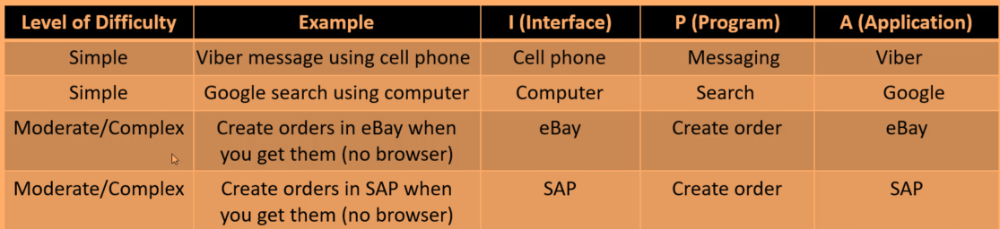 Level of Difficulty Example I (Interface) P (Program) A (Application)
Simple Viber message using cell phone Cell phone Messaging Viber
Simple Google search using computer Computer Search Google
Moderate/Complex Create orders in eBay when eBay Create order eBay
you get them (no browser)
Moderate/Complex Create orders in SAP when SAP Create order SAP
you get them (no browser)